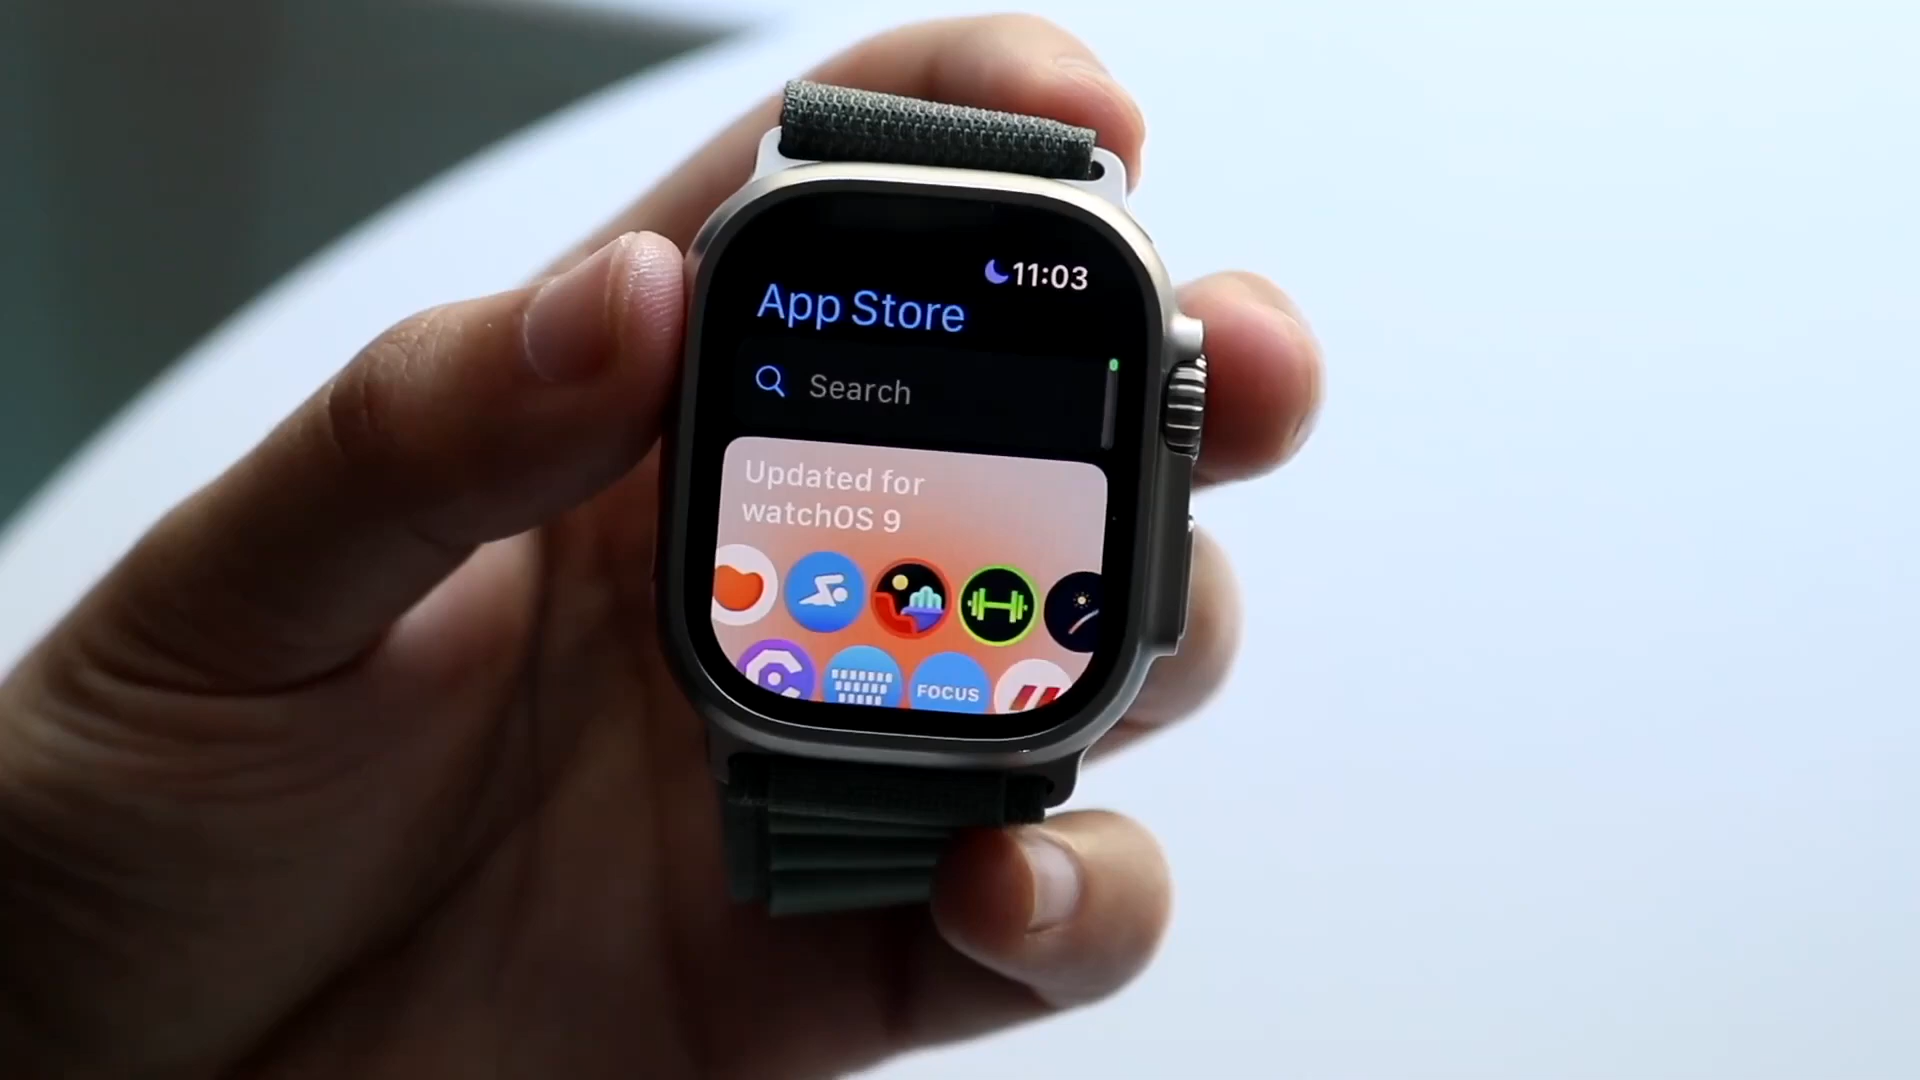 11:03
App Store
Search
Updated for
watchOS 9
FOCUS